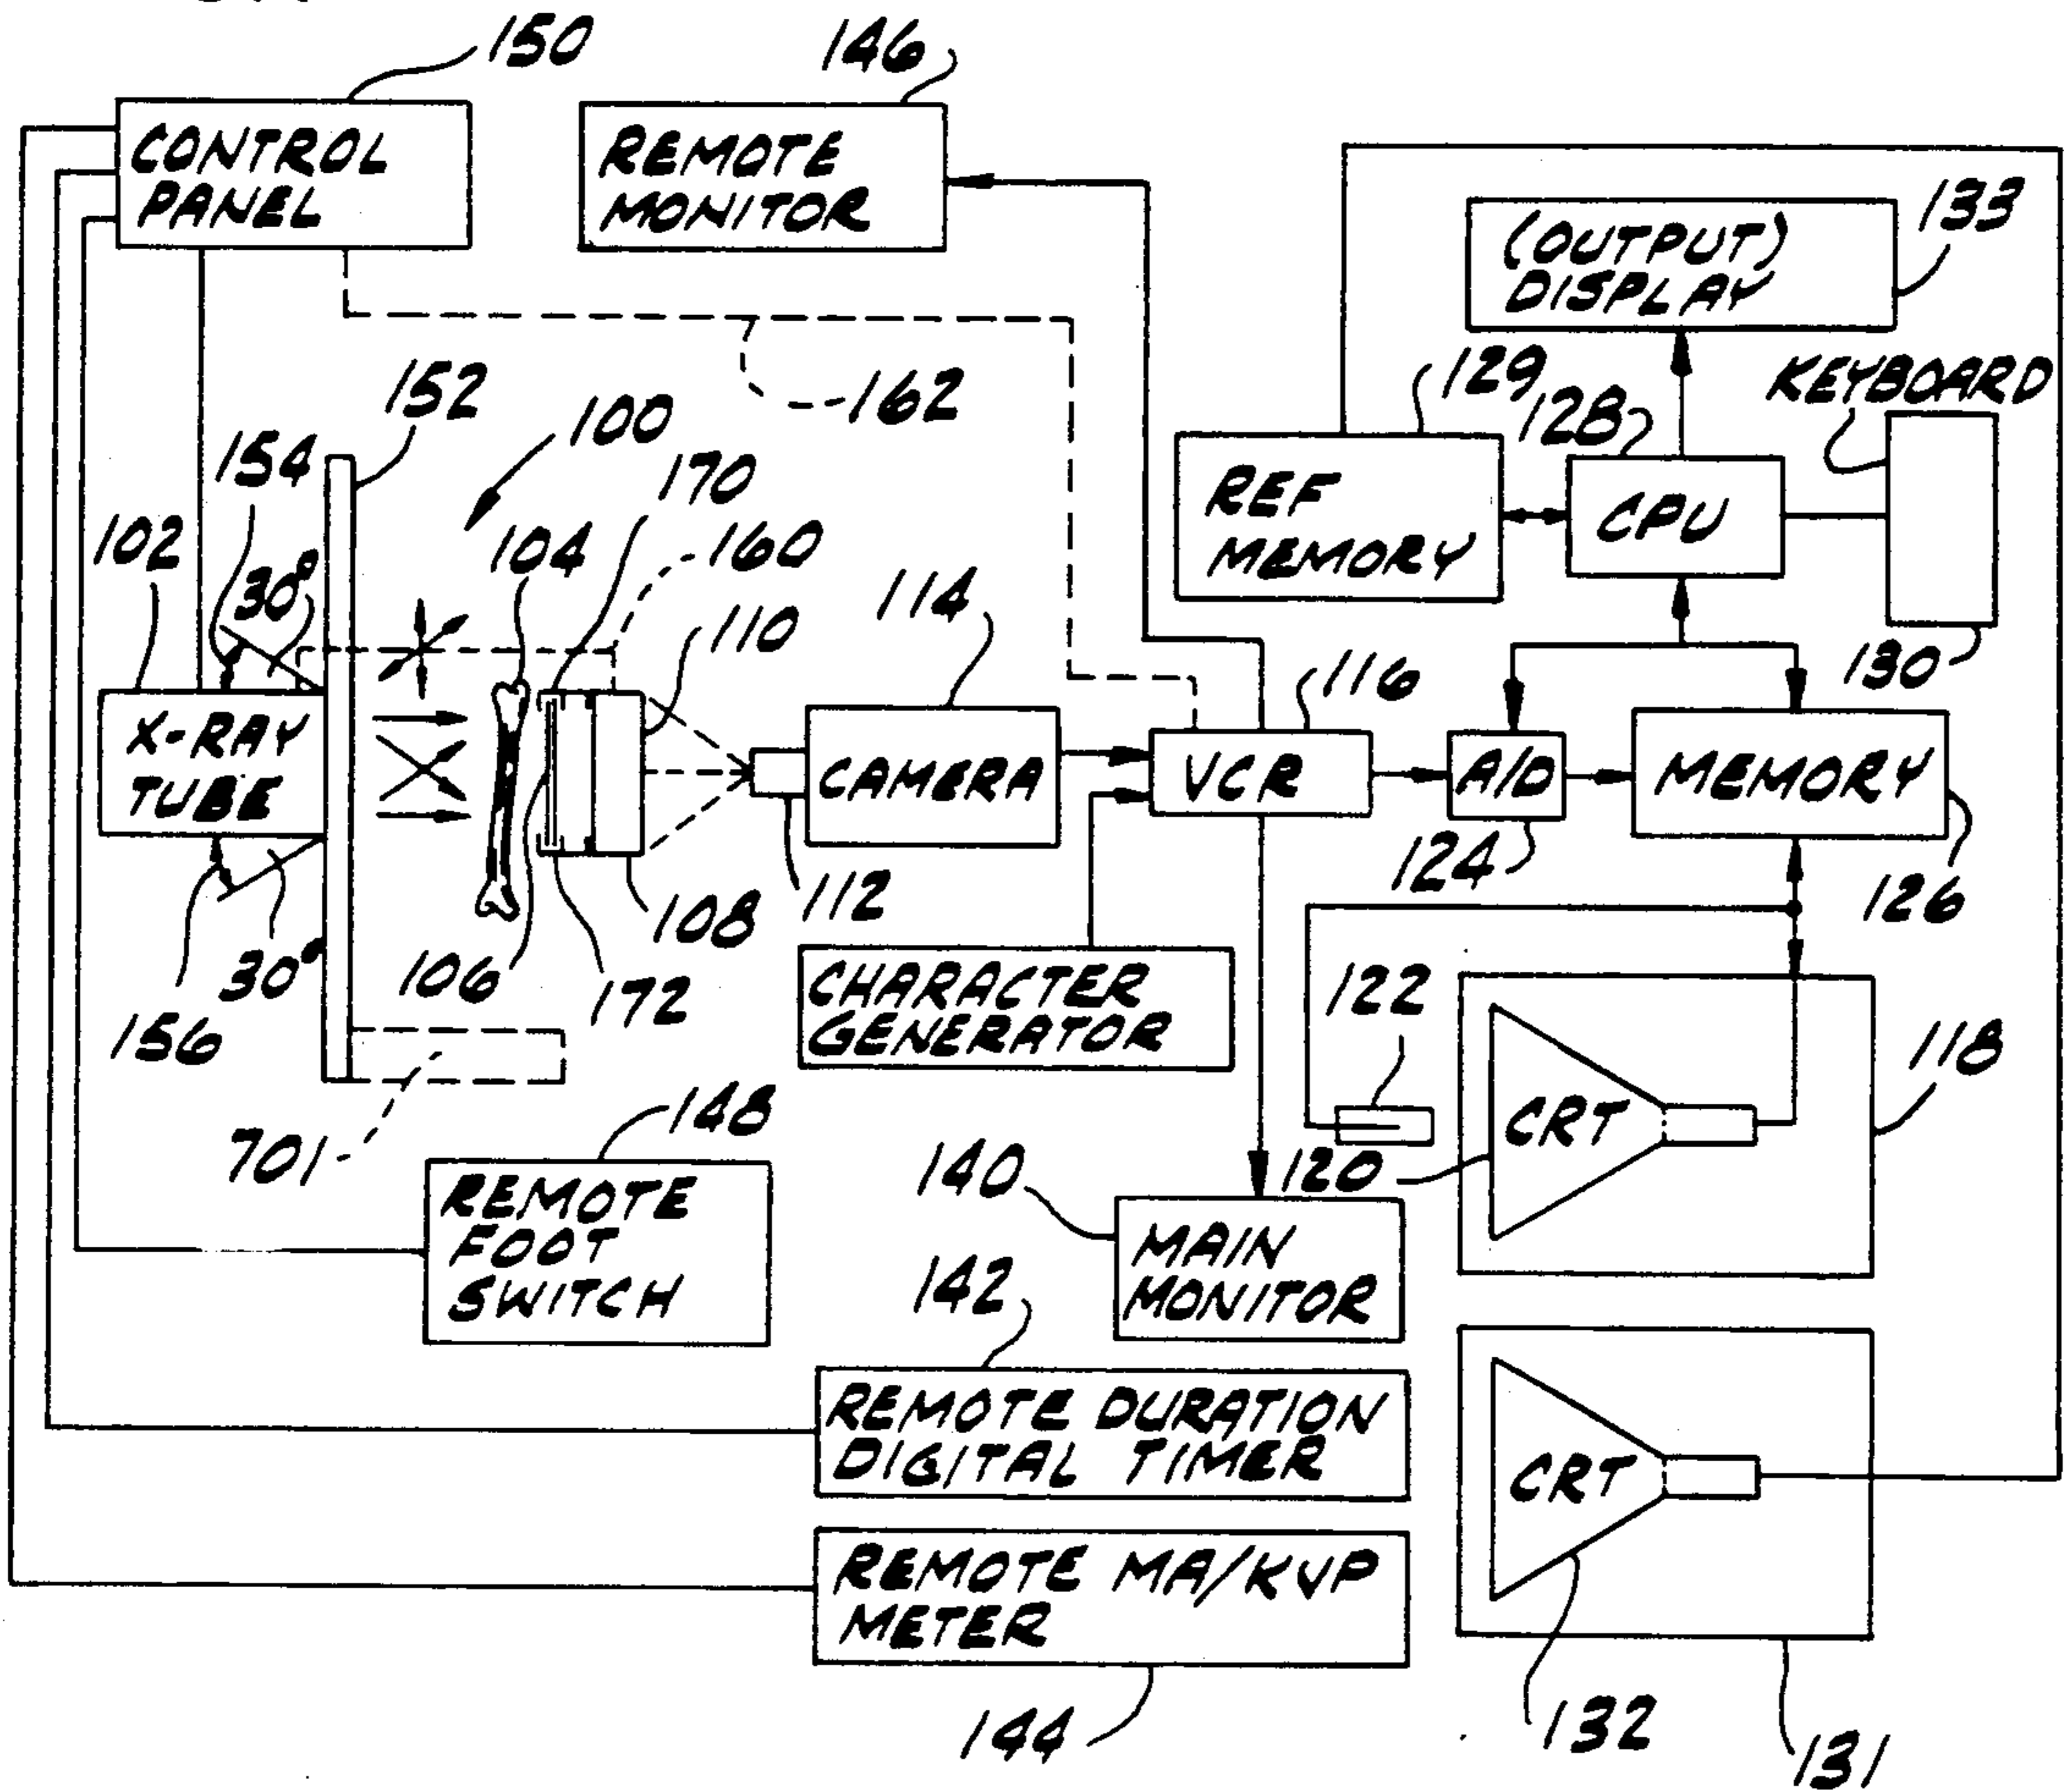 150
146
CONTROL
PANEL
REMOTE
MONITOR
133
(OUTPUT)
DISPLAY
KEYBOARD
129
128
152
162
100
154
170
REF
MEMORY
CPU
102
30°
104
160
114
110
130
116
X-RAY
TUBE
CAMERA
VCR
A/D
MEMORY
124
112
108
126
106
172
30°
156
CHARACTER
GENERATOR
122
118
CRT
701
148
120
140
REMOTE
FOOT
SWITCH
MAIN
MONITOR
142
REMOTE DURATION
DIGITAL TIMER
CRT
REMOTE MA/KVP
METER
132
144
131